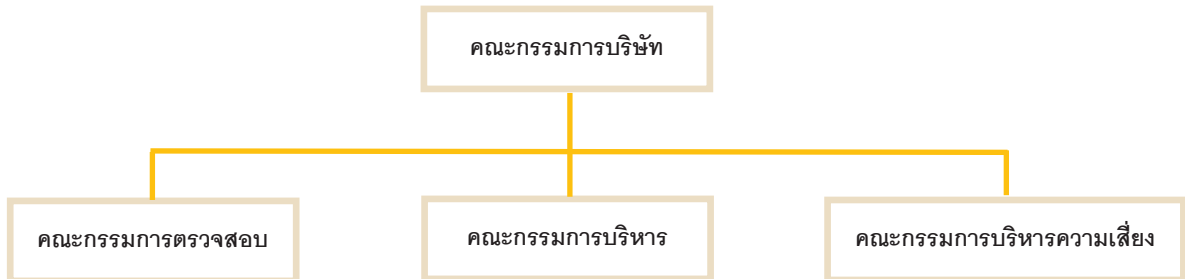 คณะกรรมการบริษัท
คณะกรรมการตรวจสอบ
คณะกรรมการบริหาร
คณะกรรมการบริหารความเสี่ยง